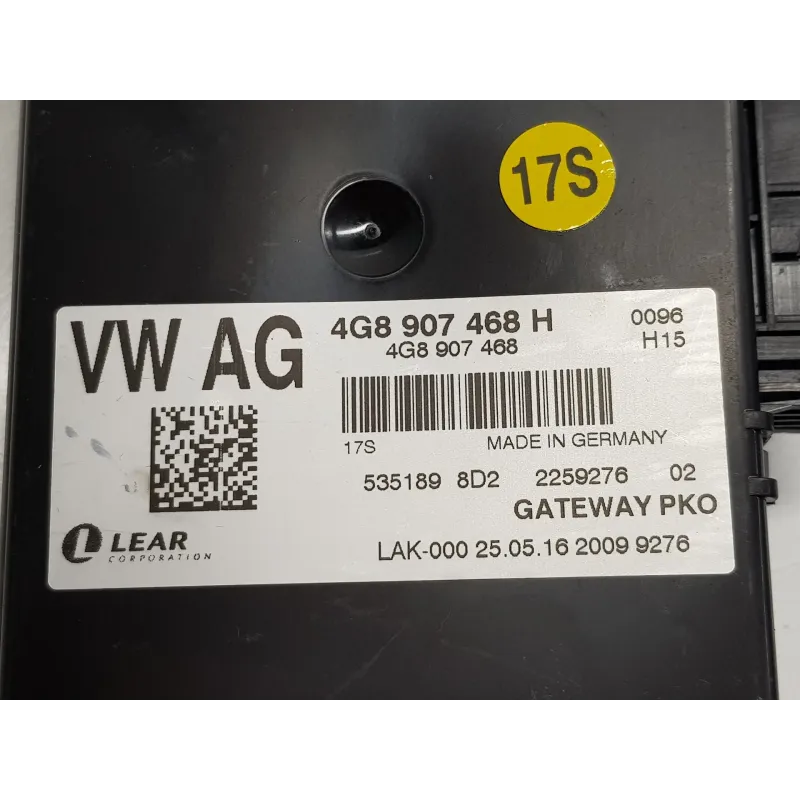 17S
VW AG
4G8 907 468 H
0096
4G8 907 468
H15
17S
MADE IN GERMANY
535189 8D2 2259276 02
GATEWAY PKO
LEAR
CORPORATION
LAK-000 25.05.16 2009 9276